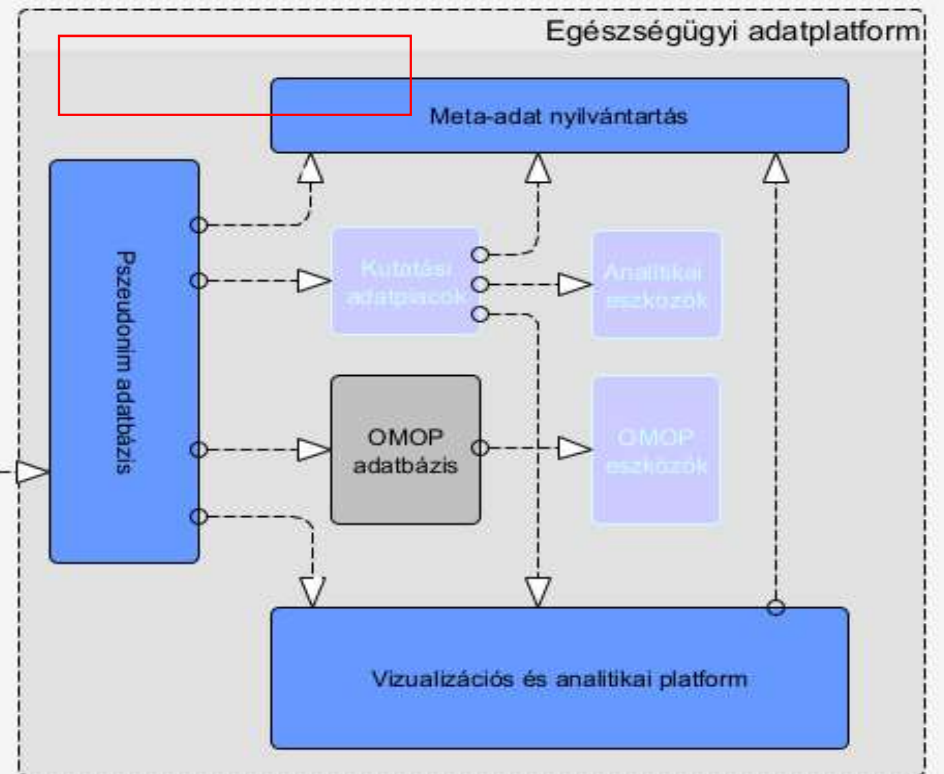 Egészségügyi adatplatform
Meta-adat nyilvántartás
Pszeudonim adatbázis
Kutatási
adatpiacok
Analitikai
eszközök
OMOP
adatbázis
OMOP
eszközök
Vizualizációs és analitikai platform